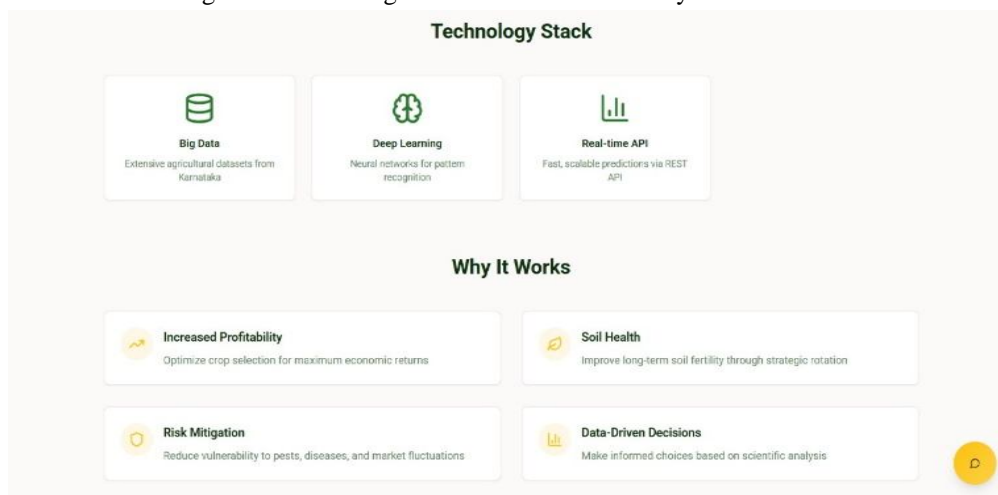 Technology Stack
Big Data
Extensive agricultural datasets from
Karnataka
Deep Learning
Neural networks for pattern
recognition
Real-time API
Fast, scalable predictions via REST
API
Why It Works
Increased Profitability
Optimize crop selection for maximum economic returns
Soil Health
Improve long-term soil fertility through strategic rotation
Risk Mitigation
Reduce vulnerability to pests, diseases, and market fluctuations
Data-Driven Decisions
Make informed choices based on scientific analysis